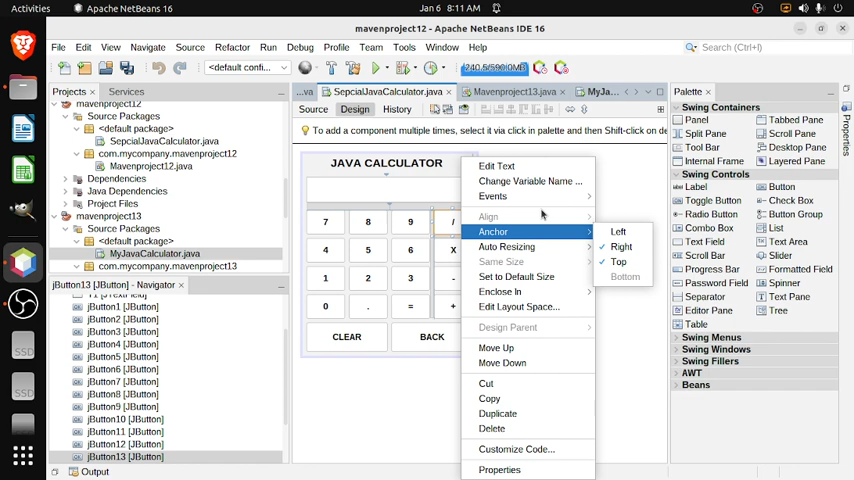 Activities
Jan 6 8:11 AM
mavenproject12 - Apache NetBeans IDE 16
File Edit View Navigate Source Refactor Run Debug Profile Team Tools Window Help
Search (Ctrl+I)
<default confi...
240.5/590.0MB
Projects
Services
mavenproject12
Source Packages
<default package>
SepcialJavaCalculator.java
com.mycompany.mavenproject12
Mavenproject12.java
Dependencies
Java Dependencies
Project Files
mavenproject13
Source Packages
<default package>
MyJavaCalculator.java
com.mycompany.mavenproject13
jButton13 [JButton] - Navigator
jButton1 [JButton]
jButton2 [JButton]
jButton3 [JButton]
jButton4 [JButton]
jButton5 [JButton]
jButton6 [JButton]
jButton7 [JButton]
jButton8 [JButton]
jButton9 [JButton]
jButton10 [JButton]
jButton11 [JButton]
jButton12 [JButton]
jButton13 [JButton]
Output
...va
SepcialJavaCalculator.java
Mavenproject13.java
MyJa...
Source Design History
To add a component multiple times, select it via click in palette and then Shift-click on de
JAVA CALCULATOR
7 8 9 /
4 5 6 X
1 2 3 -
0 . = +
CLEAR BACK
Edit Text
Change Variable Name ...
Events
Align
Anchor
Auto Resizing
Same Size
Set to Default Size
Enclose In
Edit Layout Space...
Design Parent
Move Up
Move Down
Cut
Copy
Duplicate
Delete
Customize Code...
Properties
Left
Right
Top
Bottom
Palette
Swing Containers
Panel Tabbed Pane
Split Pane Scroll Pane
Tool Bar Desktop Pane
Internal Frame Layered Pane
Swing Controls
Label Button
Toggle Button Check Box
Radio Button Button Group
Combo Box List
Text Field Text Area
Scroll Bar Slider
Progress Bar Formatted Field
Password Field Spinner
Separator Text Pane
Editor Pane Tree
Table
Swing Menus
Swing Windows
Swing Fillers
AWT
Beans
Properties